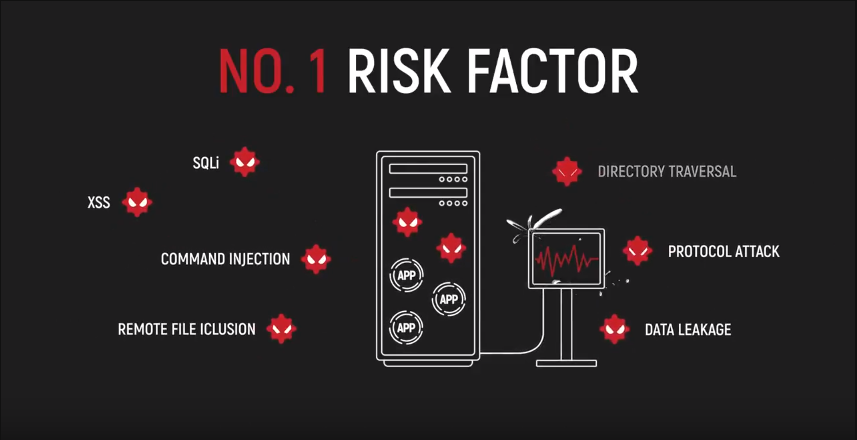 NO. 1 RISK FACTOR
SQLi
XSS
COMMAND INJECTION
REMOTE FILE ICLUSION
APP
APP
APP
DIRECTORY TRAVERSAL
PROTOCOL ATTACK
DATA LEAKAGE